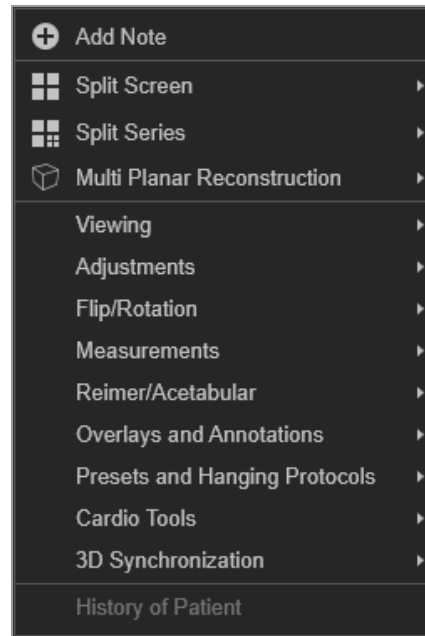 Add Note
Split Screen
Split Series
Multi Planar Reconstruction
Viewing
Adjustments
Flip/Rotation
Measurements
Reimer/Acetabular
Overlays and Annotations
Presets and Hanging Protocols
Cardio Tools
3D Synchronization
History of Patient